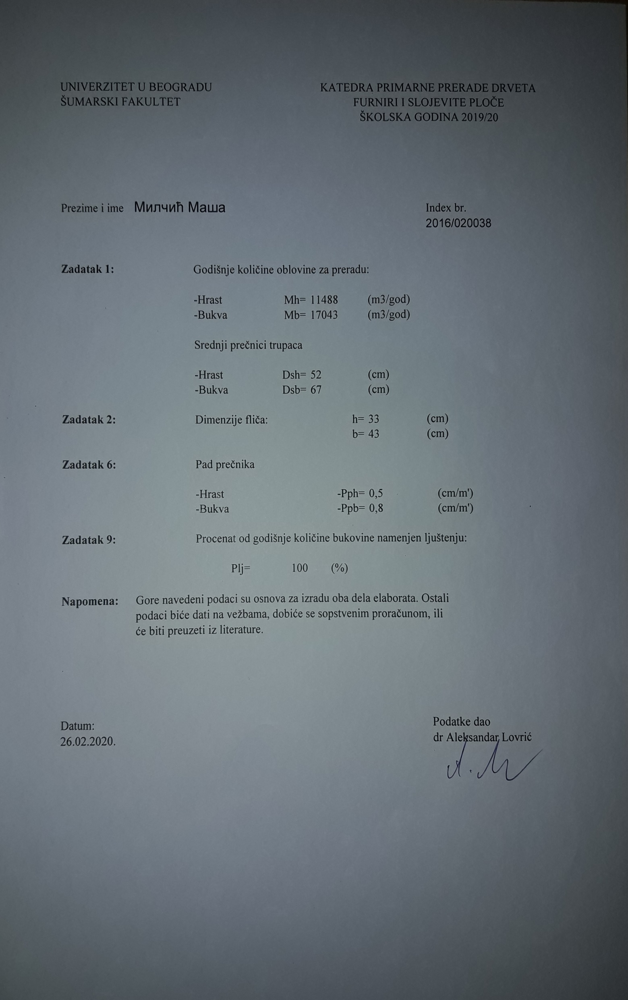 UNIVERZITET U BEOGRADU
ŠUMARSKI FAKULTET
KATEDRA PRIMARNE PRERADE DRVETA
FURNIRI I SLOJEVITE PLOČE
ŠKOLSKA GODINA 2019/20
Prezime i ime Милчић Маша
Index br.
2016/020038
Zadatak 1: Godišnje količine oblovine za preradu:
-Hrast Mh= 11488 (m3/god)
-Bukva Mb= 17043 (m3/god)
Srednji prečnici trupaca
-Hrast Dsh= 52 (cm)
-Bukva Dsb= 67 (cm)
Zadatak 2: Dimenzije fliča: h= 33 (cm)
b= 43 (cm)
Zadatak 6: Pad prečnika
-Hrast -Pph= 0,5 (cm/m')
-Bukva -Ppb= 0,8 (cm/m')
Zadatak 9: Procenat od godišnje količine bukovine namenjen ljuštenju:
Plj= 100 (%)
Napomena: Gore navedeni podaci su osnova za izradu oba dela elaborata. Ostali
podaci biće dati na vežbama, dobiće se sopstvenim proračunom, ili
će biti preuzeti iz literature.
Datum:
26.02.2020.
Podatke dao
dr Aleksandar Lovrić